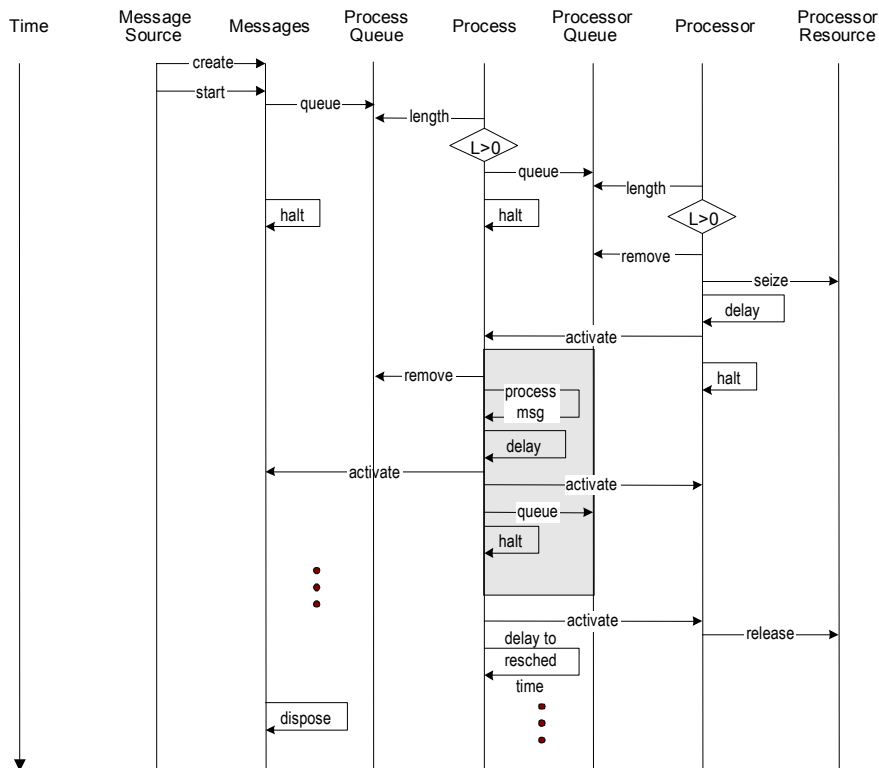 Time
Message
Source
Messages
Process
Queue
Process
Processor
Queue
Processor
Processor
Resource
create
start
queue
length
L>0
queue
length
halt
halt
L>0
remove
seize
delay
activate
remove
halt
process
msg
delay
activate
activate
queue
halt
activate
release
delay to
resched
time
dispose